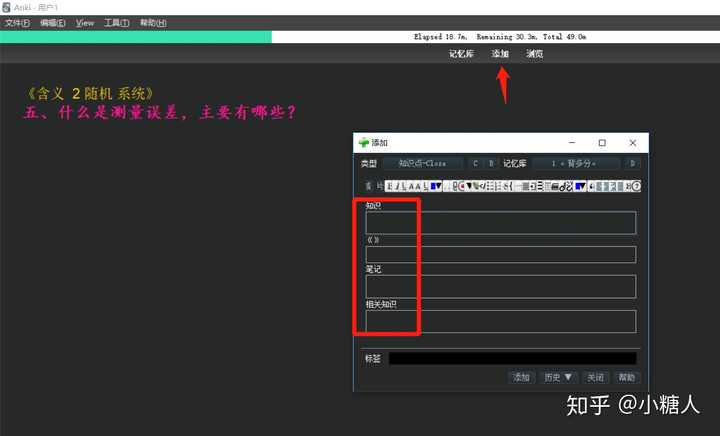 Anki - 用户1
文件(F) 编辑(E) View 工具(T) 帮助(H)
Elapsed 18.7m, Remaining 30.3m, Total 49.0m
记忆库 添加 浏览
《含义 2 随机 系统》
五、什么是测量误差，主要有哪些？
添加
类型 知识点-Cloze C B 记忆库 D
知识
《》
笔记
相关知识
标签
添加 历史 ▼ 关闭 帮助
知乎 @小糖人